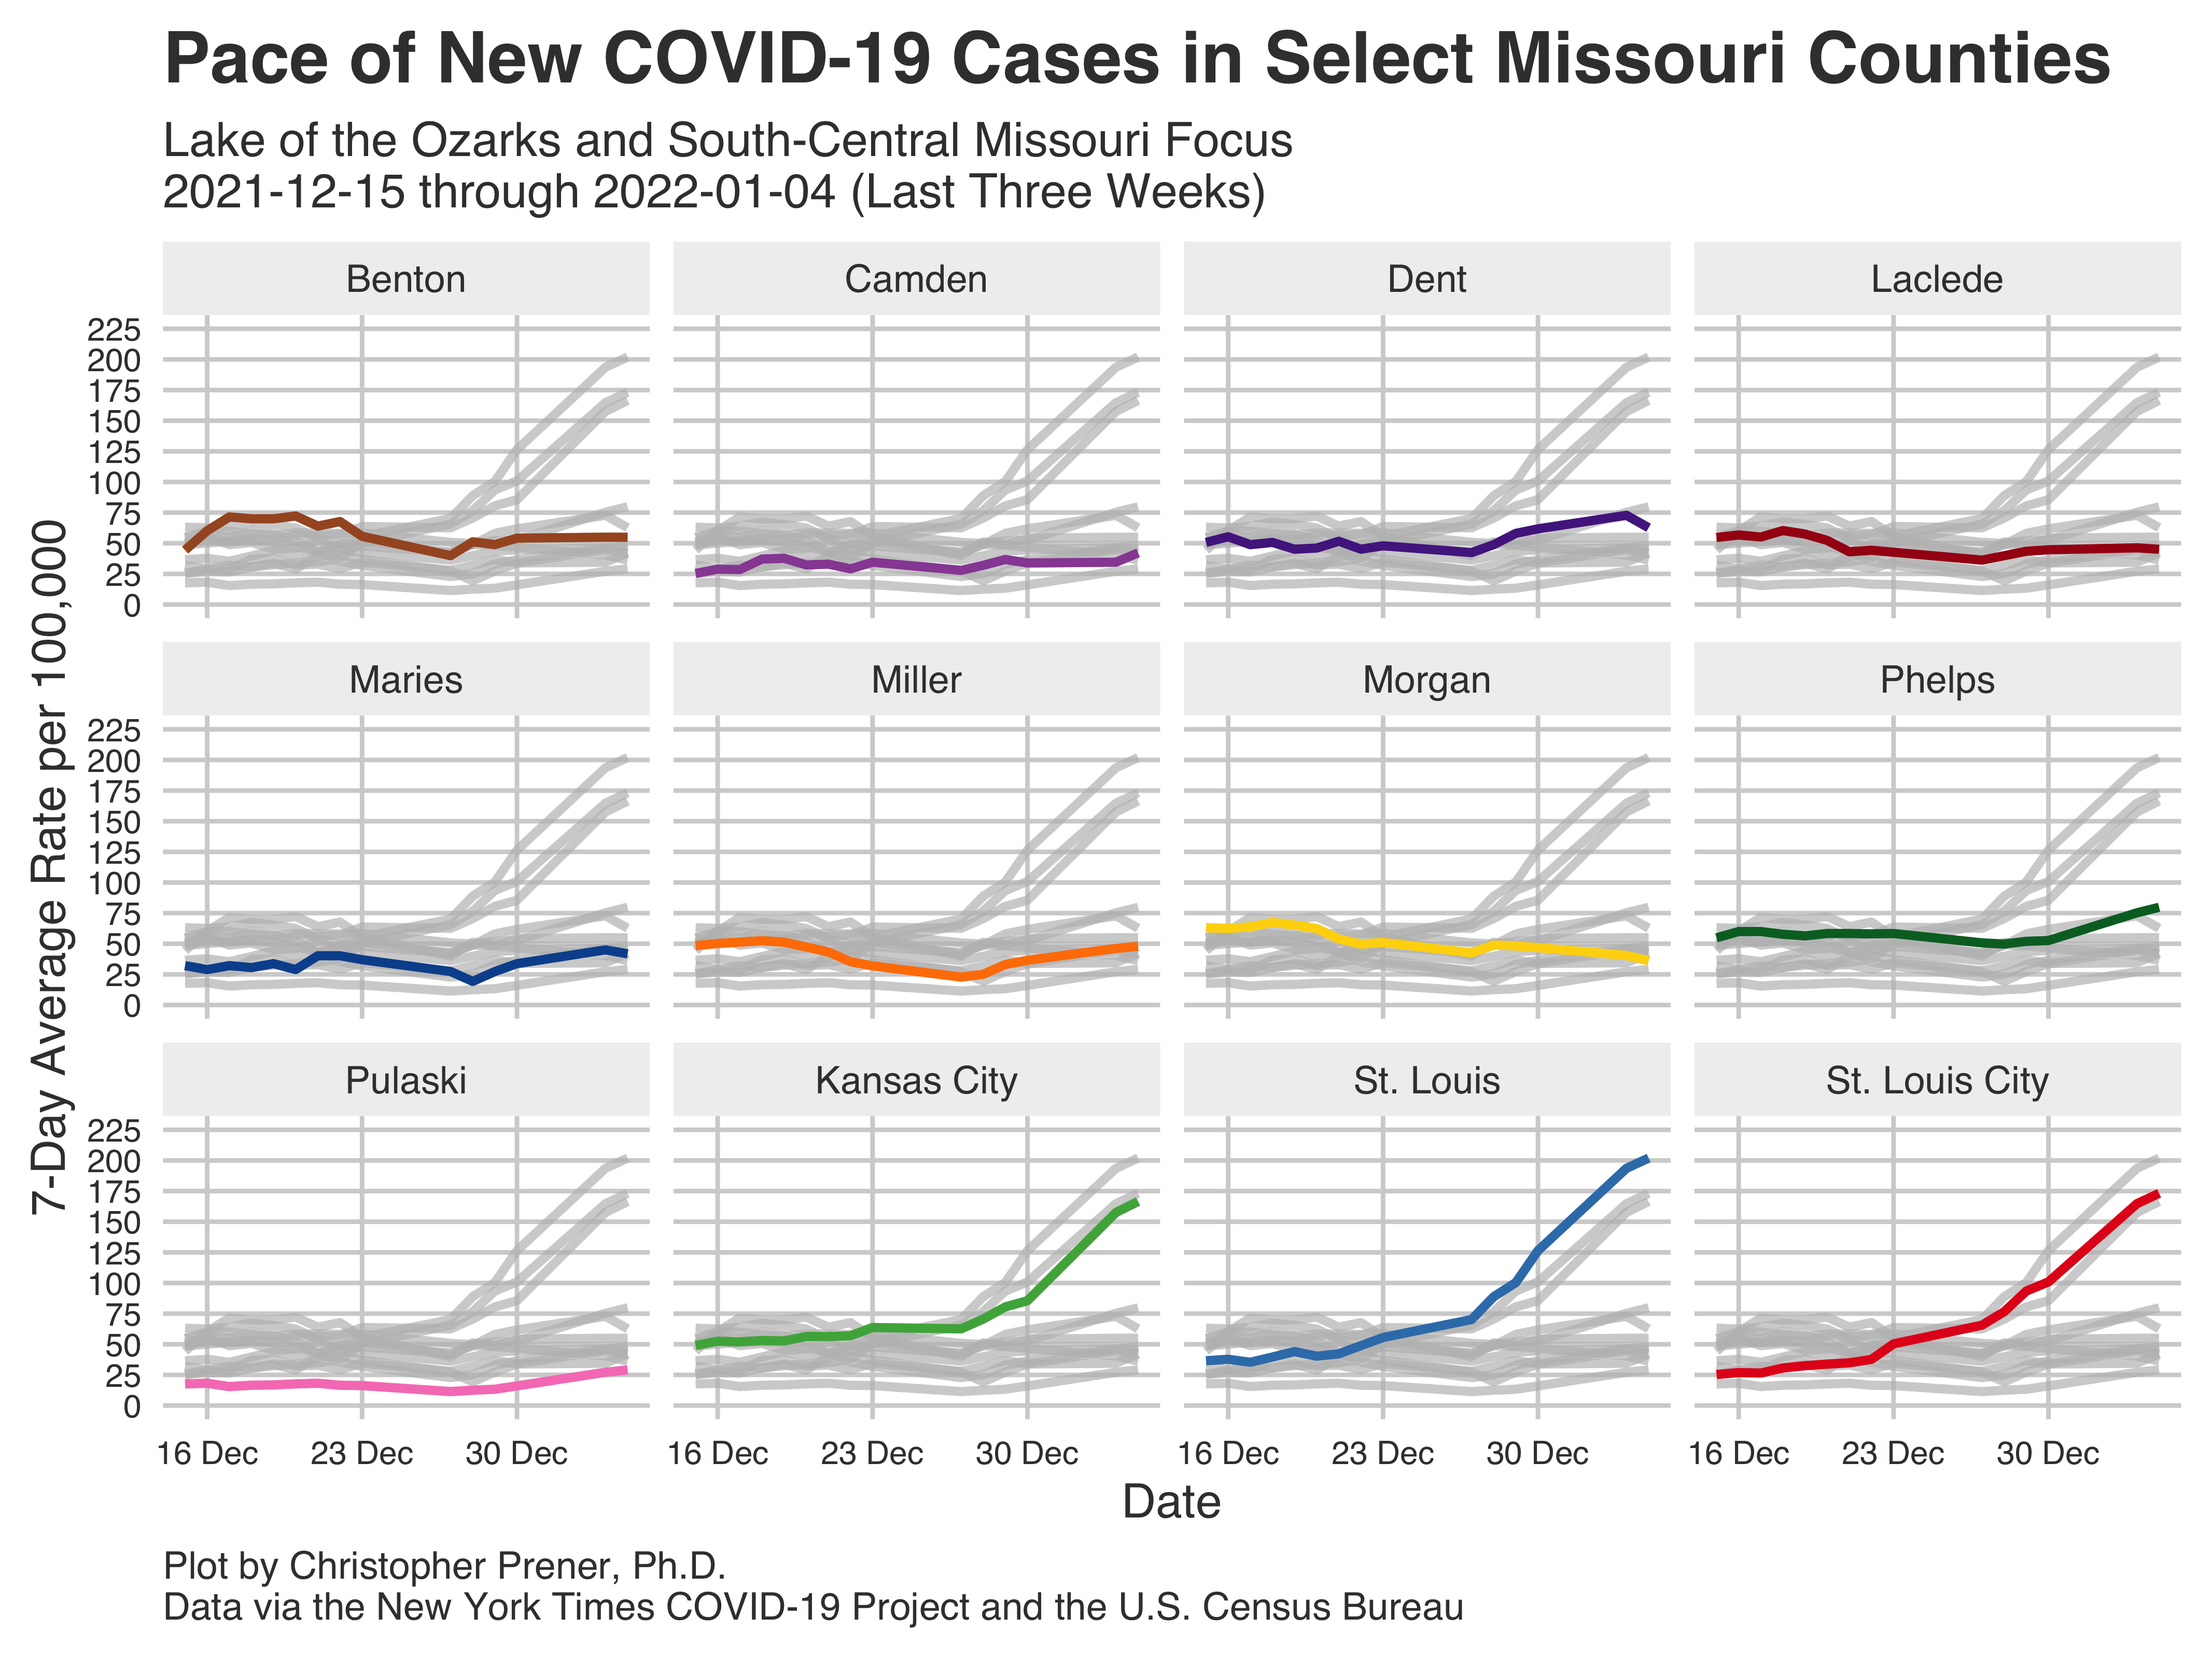 Pace of New COVID-19 Cases in Select Missouri Counties
Lake of the Ozarks and South-Central Missouri Focus
2021-12-15 through 2022-01-04 (Last Three Weeks)
7-Day Average Rate per 100,000
Benton
Camden
Dent
Laclede
225
200
175
150
125
100
75
50
25
0
Maries
Miller
Morgan
Phelps
225
200
175
150
125
100
75
50
25
0
Pulaski
Kansas City
St. Louis
St. Louis City
225
200
175
150
125
100
75
50
25
0
16 Dec 23 Dec 30 Dec
16 Dec 23 Dec 30 Dec
16 Dec 23 Dec 30 Dec
16 Dec 23 Dec 30 Dec
Date
Plot by Christopher Prener, Ph.D.
Data via the New York Times COVID-19 Project and the U.S. Census Bureau